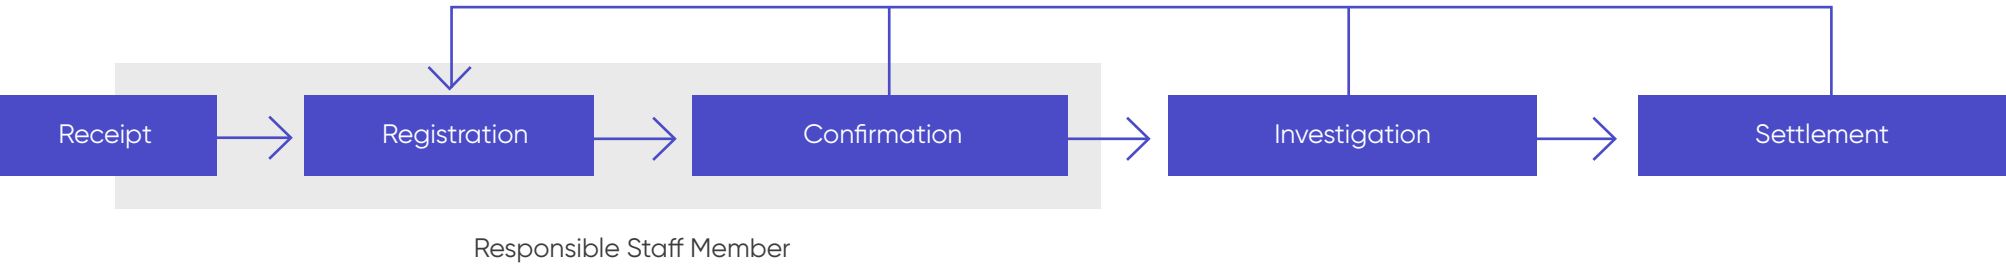 Receipt
Registration
Confirmation
Investigation
Settlement
Responsible Staff Member